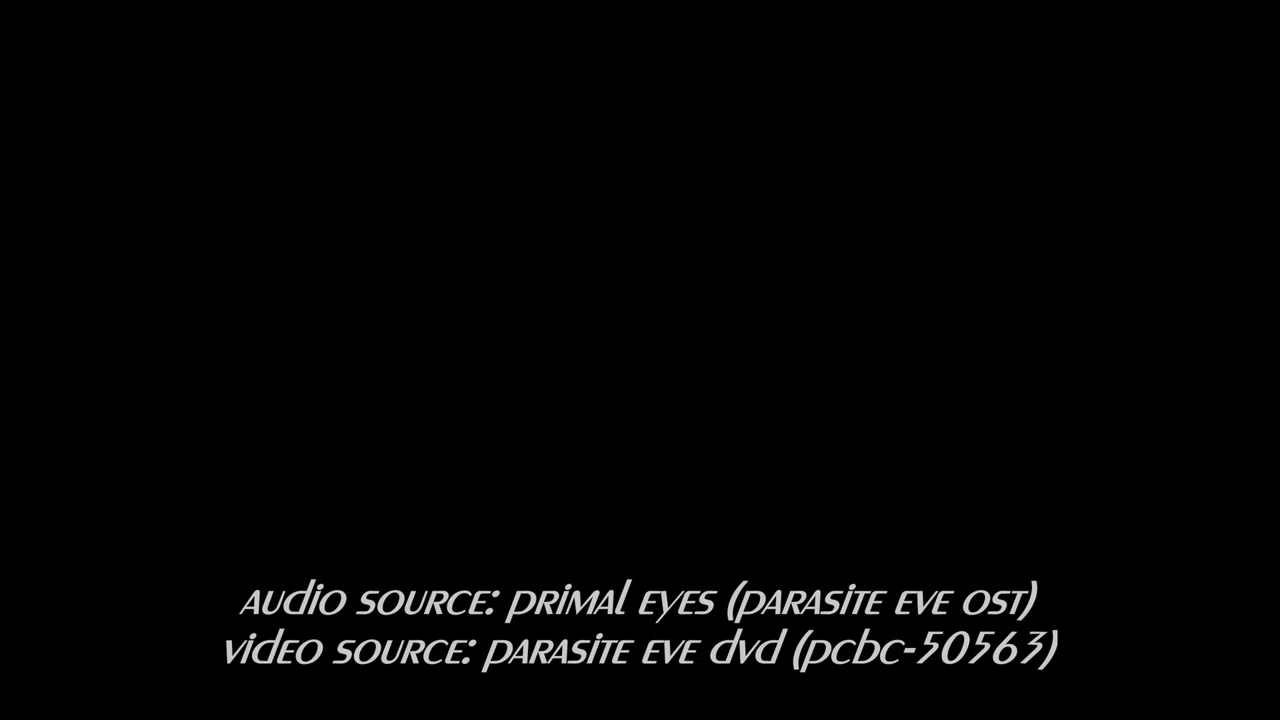 audio source: primal eyes (parasite eve ost)
video source: parasite eve dvd (pcbc-50563)